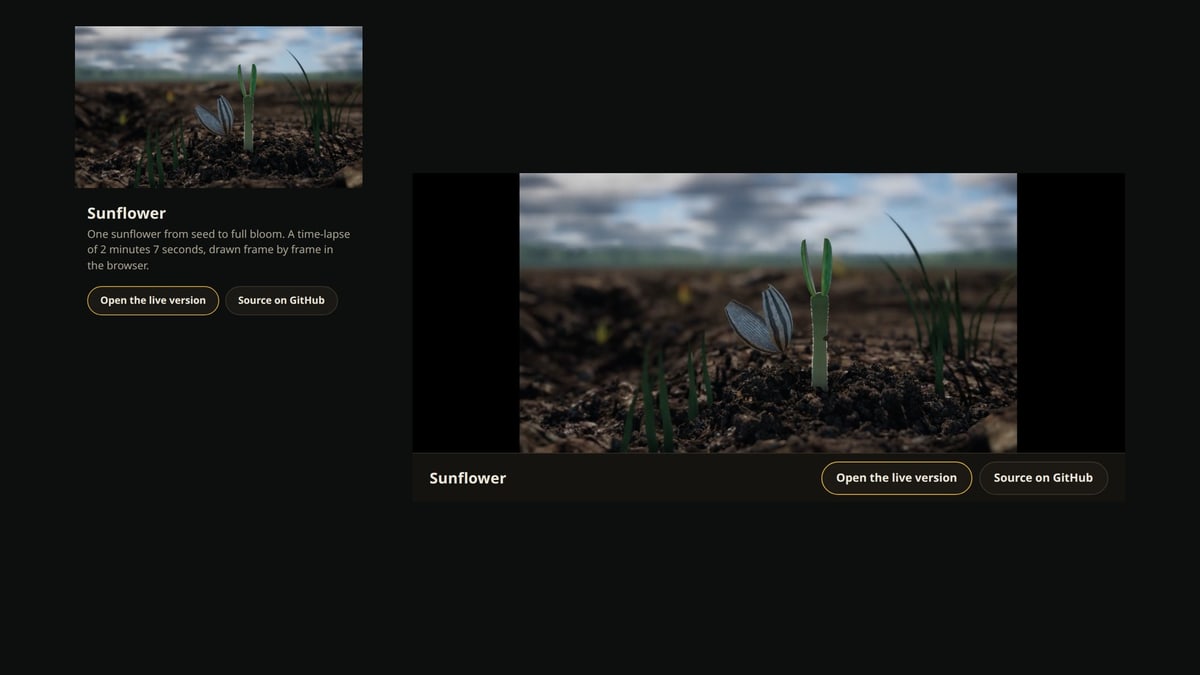 Sunflower
One sunflower from seed to full bloom. A time-lapse
of 2 minutes 7 seconds, drawn frame by frame in
the browser.
Open the live version
Source on GitHub
Sunflower
Open the live version
Source on GitHub